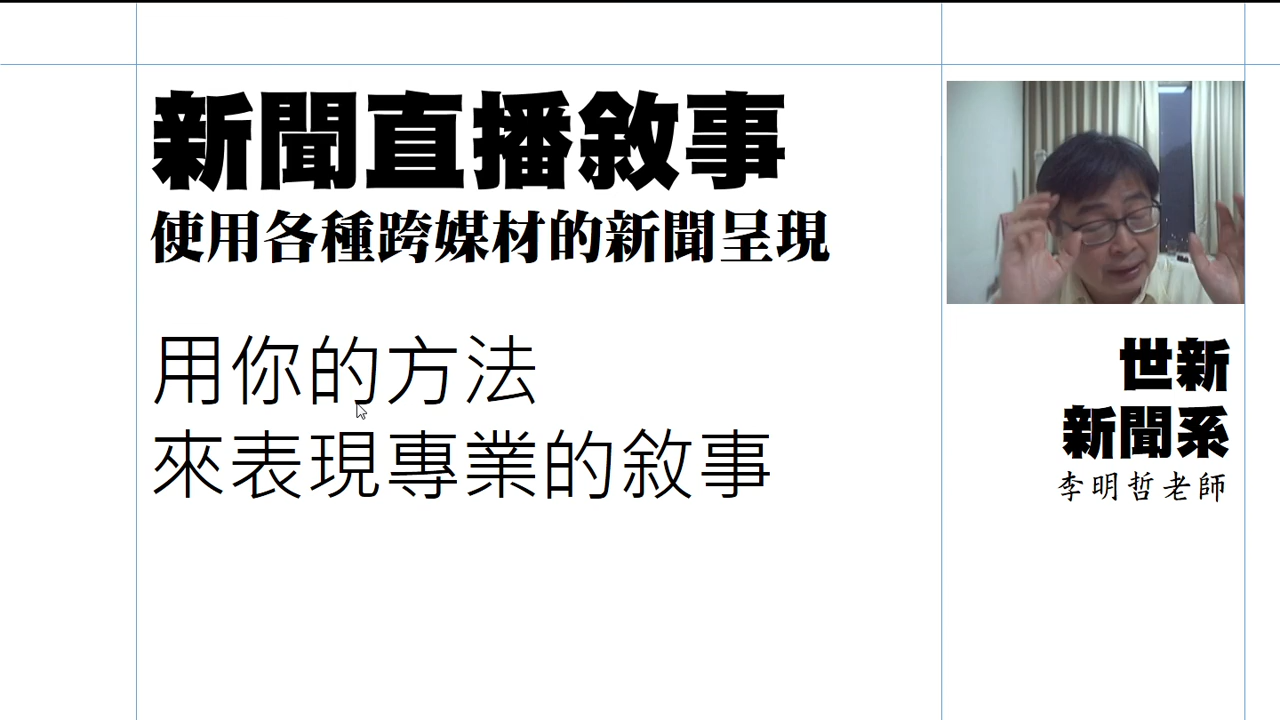 新聞直播敘事
使用各種跨媒材的新聞呈現
用你的方法
來表現專業的敘事
世新
新聞系
李明哲老師